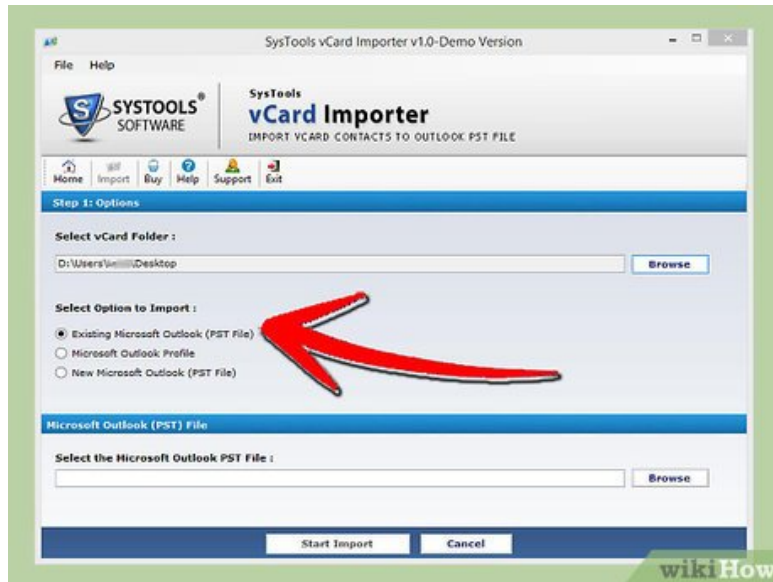 SysTools vCard Importer v1.0-Demo Version
File Help
SYSTOOLS®
SOFTWARE
SysTools
vCard Importer
IMPORT VCARD CONTACTS TO OUTLOOK PST FILE
Home Import Buy Help Support Exit
Step 1: Options
Select vCard Folder :
D:\Users\ \Desktop
Browse
Select Option to Import :
Existing Microsoft Outlook (PST File)
Microsoft Outlook Profile
New Microsoft Outlook (PST File)
Microsoft Outlook (PST) File
Select the Microsoft Outlook PST File :
Browse
Start Import Cancel
wikiHow